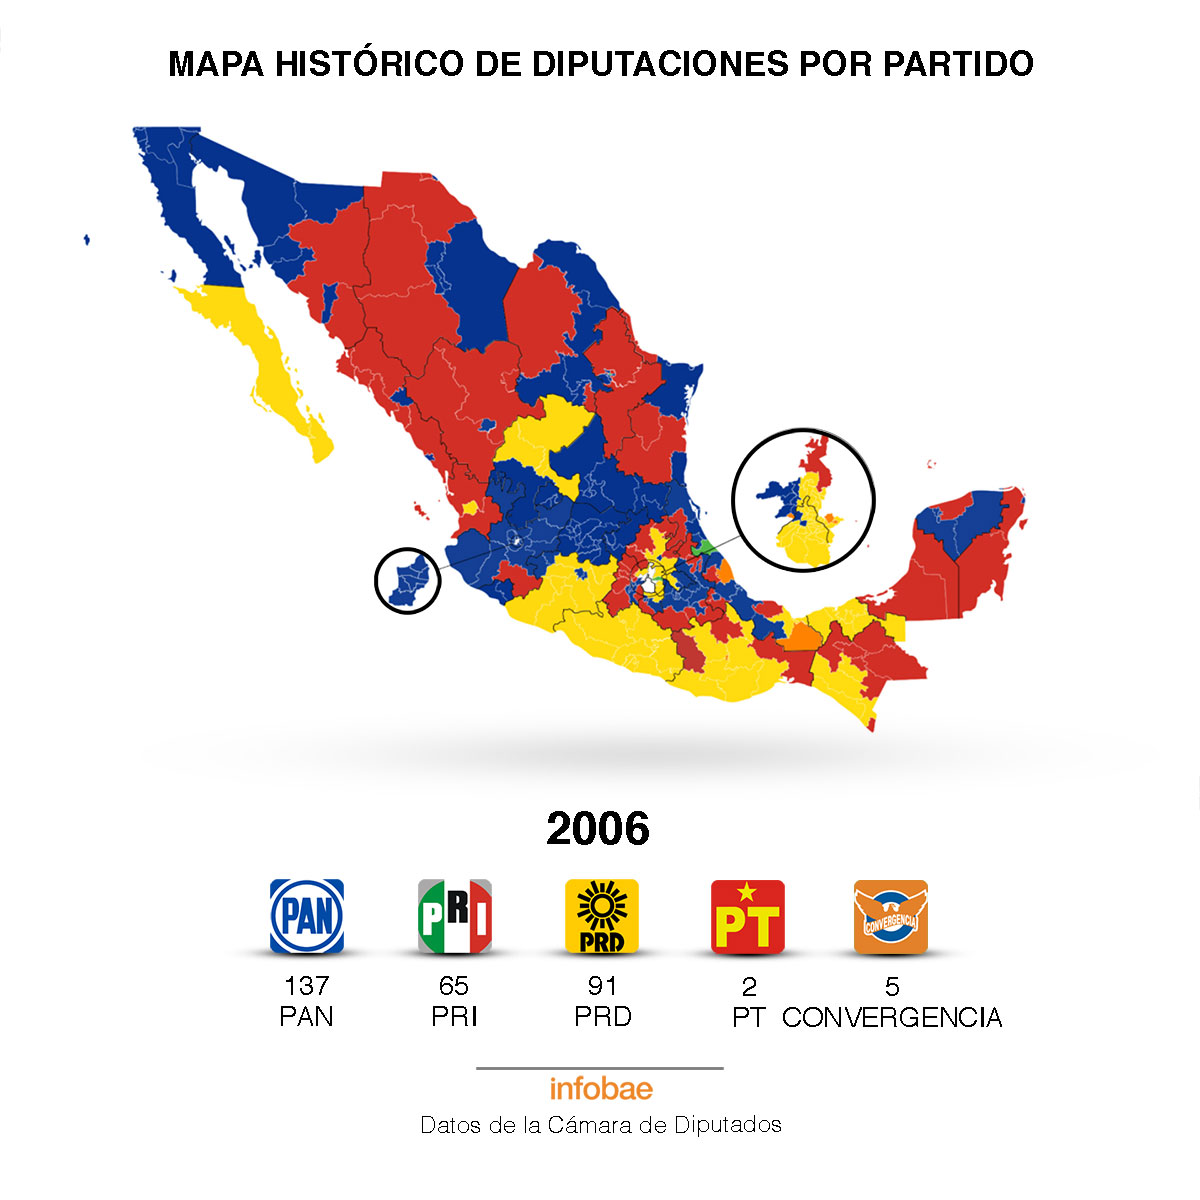 MAPA HISTÓRICO DE DIPUTACIONES POR PARTIDO
2006
PAN
PRI
PRD
PT
CONVERGENCIA
137
65
91
2
5
PAN
PRI
PRD
PT
CONVERGENCIA
infobae
Datos de la Cámara de Diputados